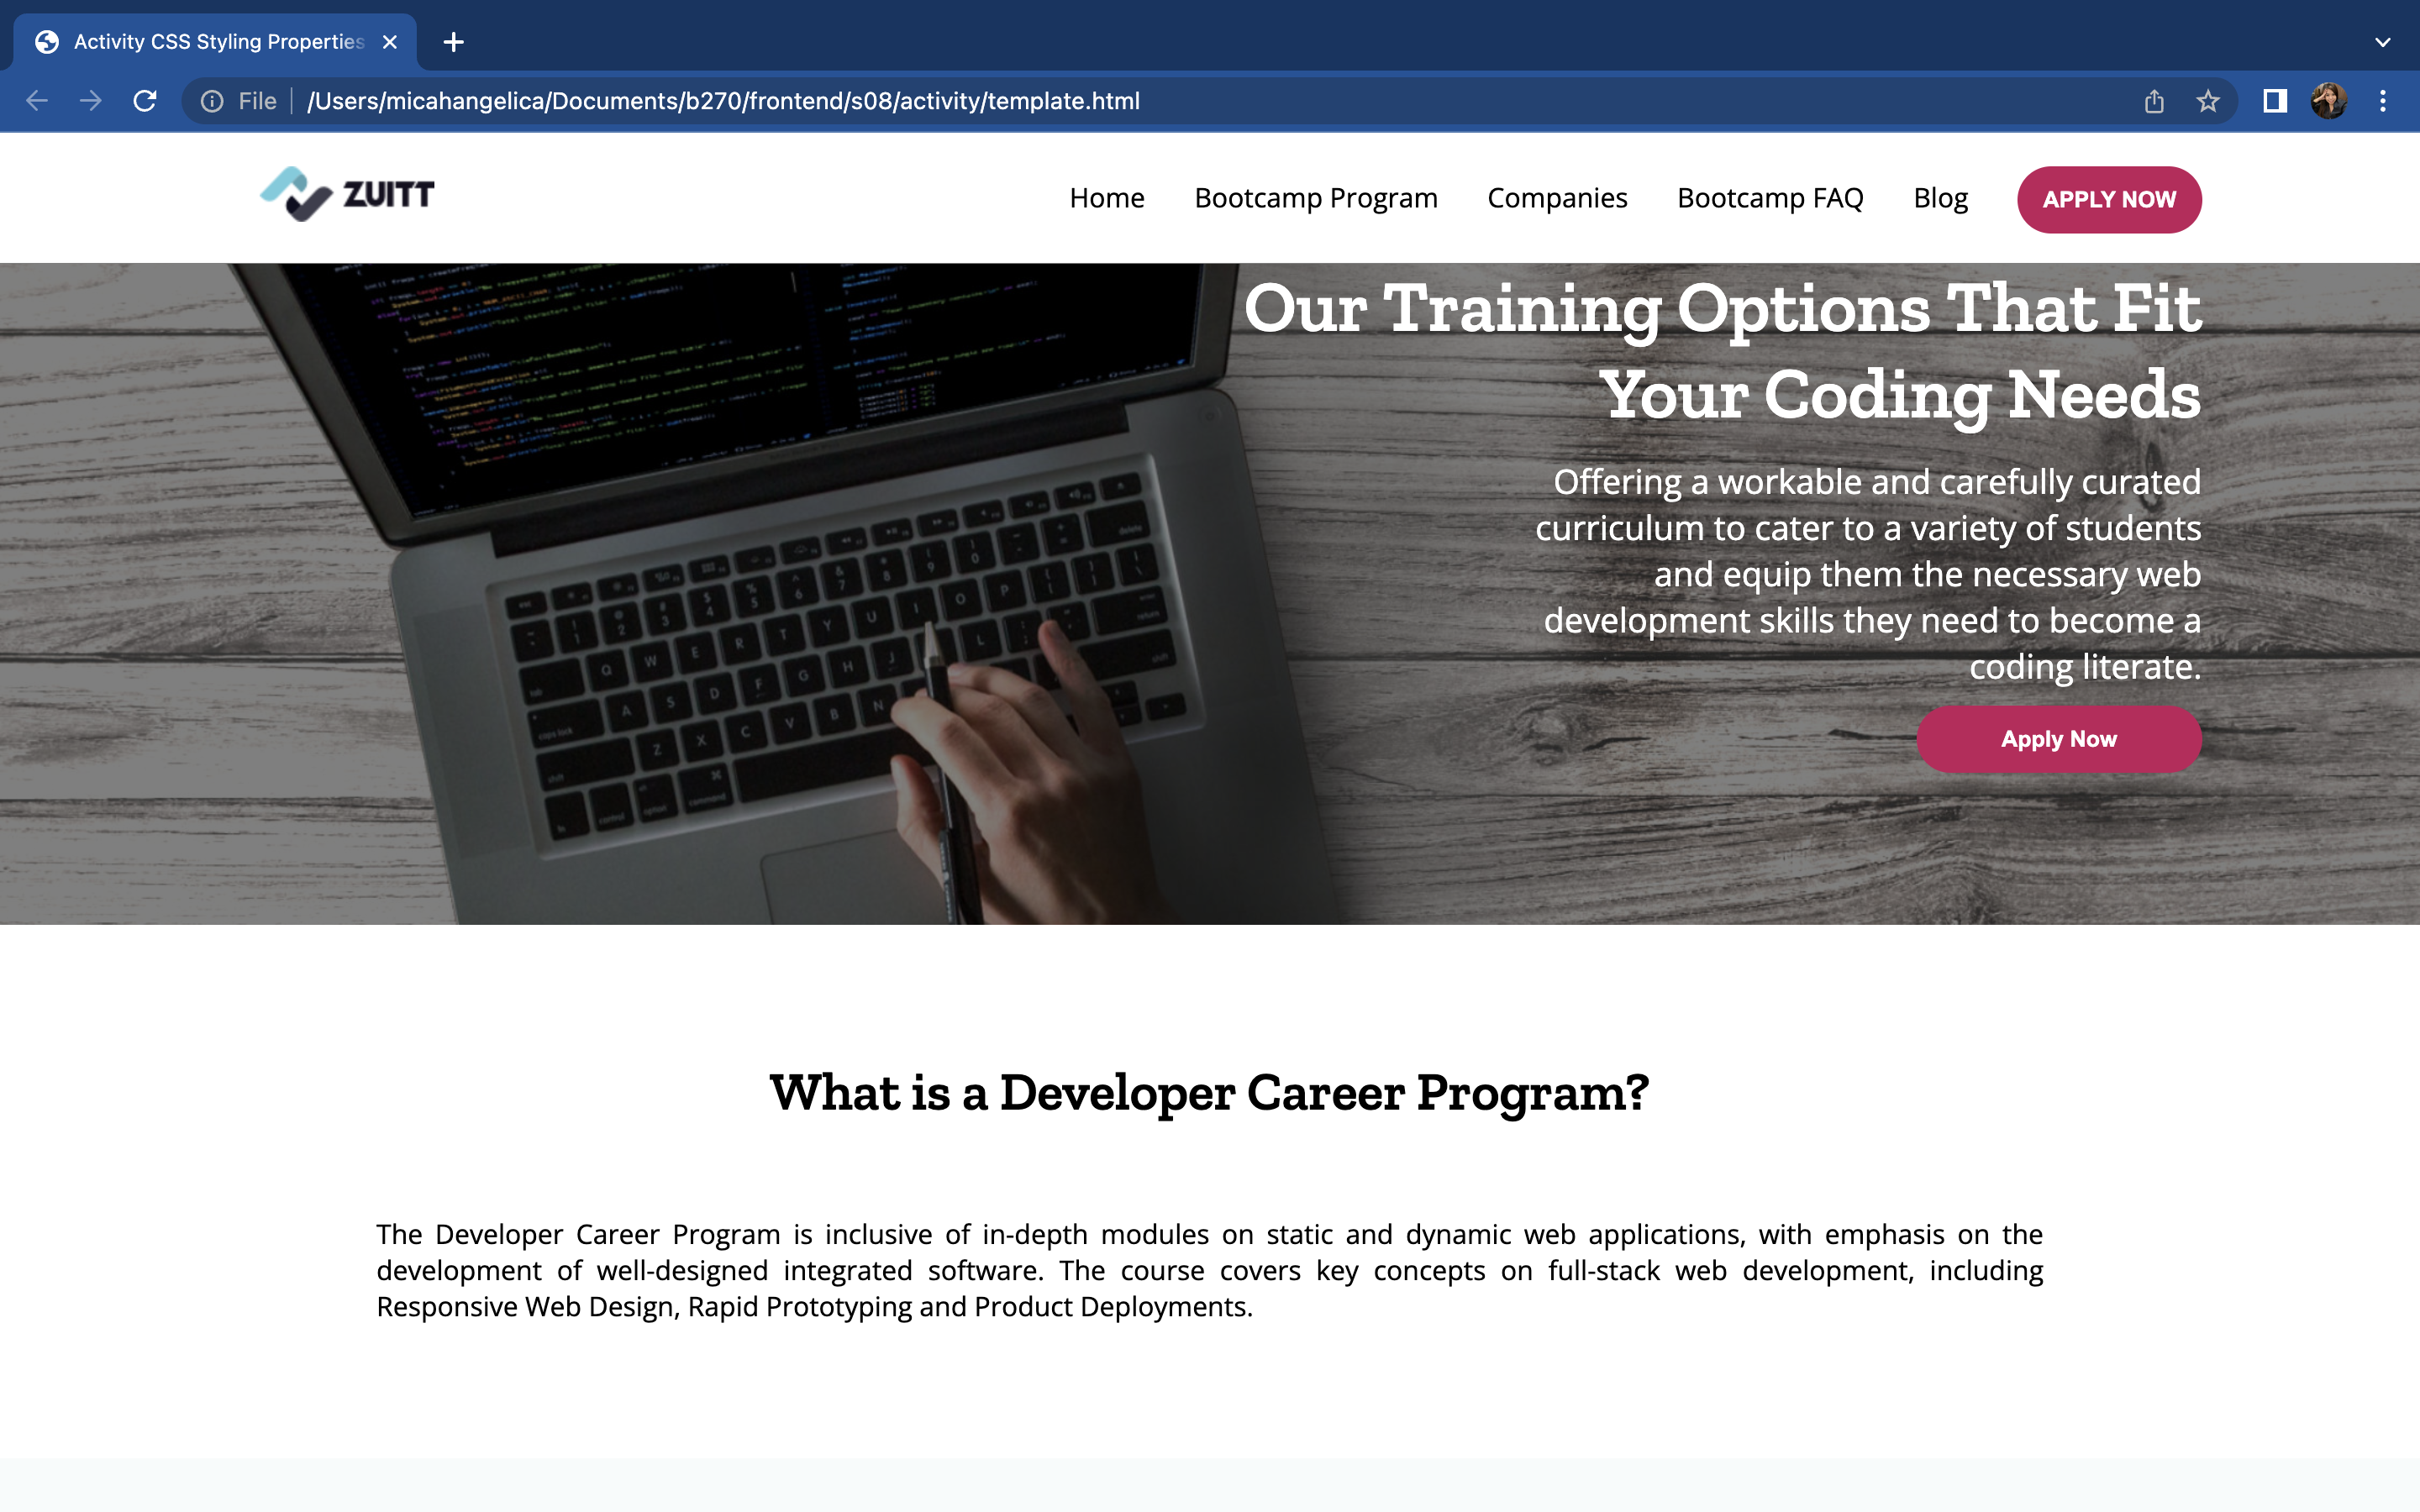 Activity CSS Styling Properties
File /Users/micahangelica/Documents/b270/frontend/s08/activity/template.html
ZUITT
Home Bootcamp Program Companies Bootcamp FAQ Blog APPLY NOW
Our Training Options That Fit
Your Coding Needs
Offering a workable and carefully curated
curriculum to cater to a variety of students
and equip them the necessary web
development skills they need to become a
coding literate.
Apply Now
What is a Developer Career Program?
The Developer Career Program is inclusive of in-depth modules on static and dynamic web applications, with emphasis on the
development of well-designed integrated software. The course covers key concepts on full-stack web development, including
Responsive Web Design, Rapid Prototyping and Product Deployments.